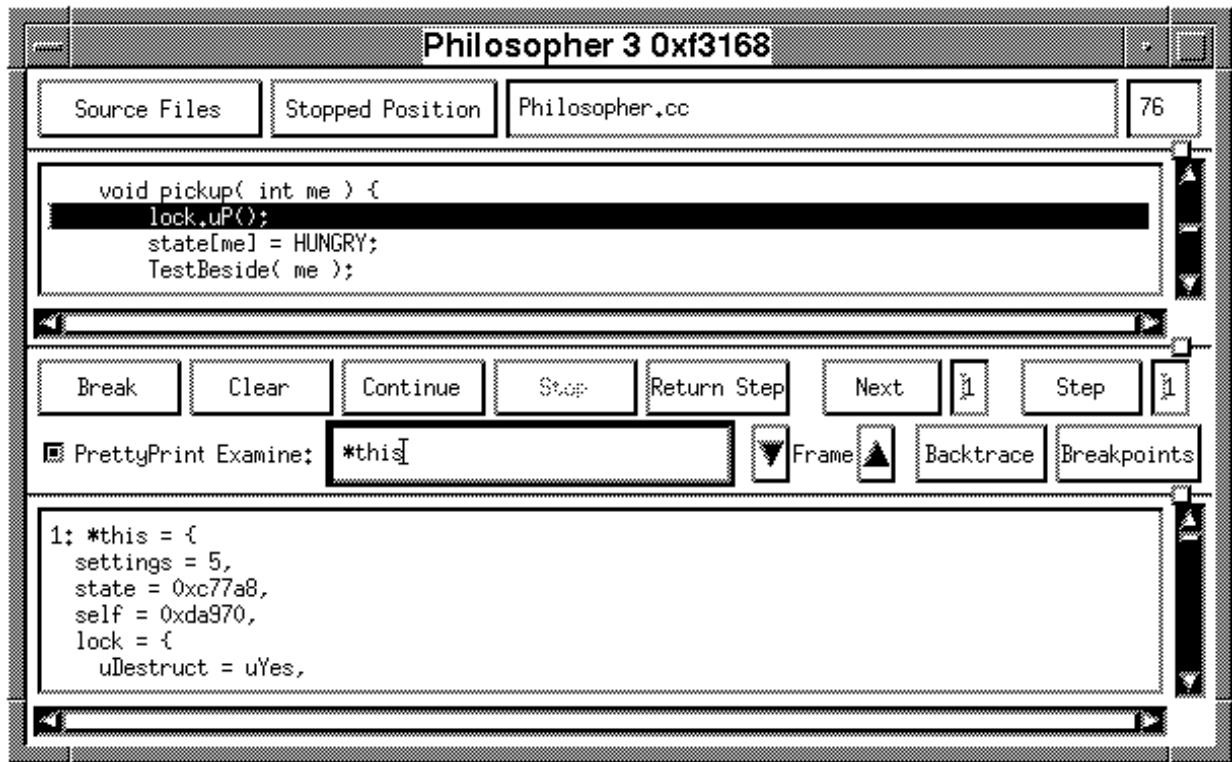 Philosopher 3 0xf3168
Source Files Stopped Position Philosopher.cc 76
void pickup( int me ) {
lock.uP();
state[me] = HUNGRY;
TestBeside( me );
Break Clear Continue Stop Return Step Next 1 Step 1
PrettyPrint Examine: *this Frame Backtrace Breakpoints
1: *this = {
settings = 5,
state = 0xc77a8,
self = 0xda970,
lock = {
uDestruct = uYes,